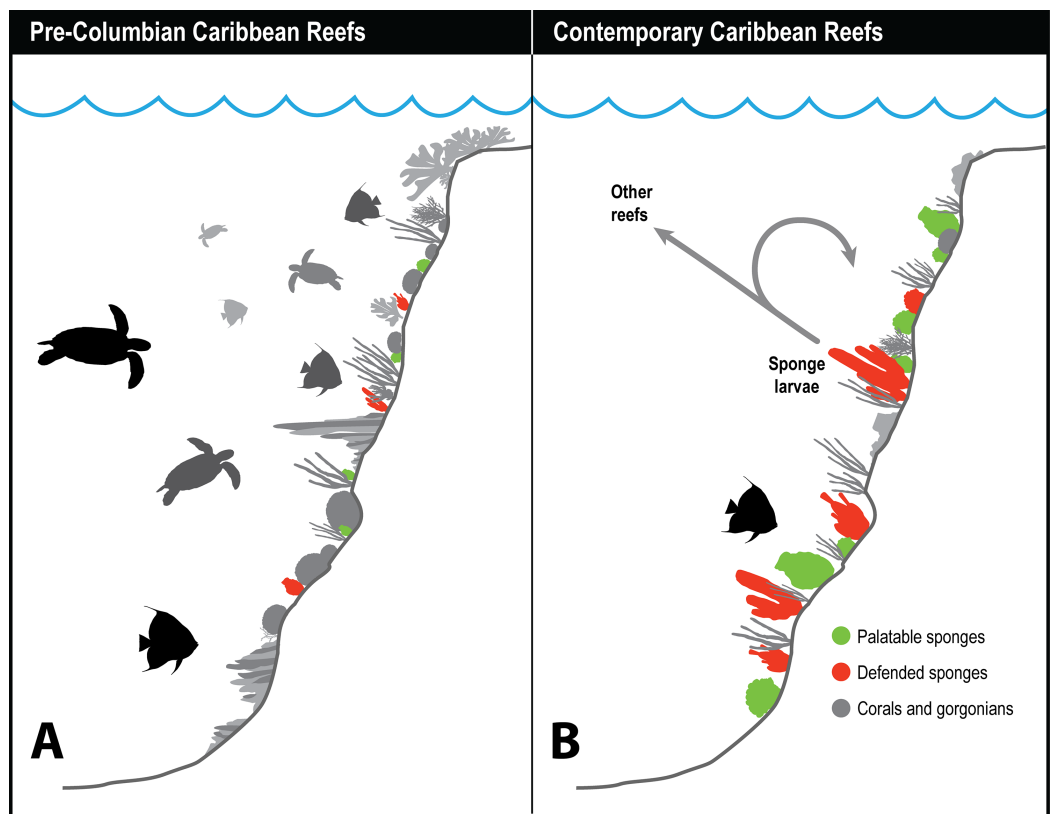 Pre-Columbian Caribbean Reefs
Contemporary Caribbean Reefs
Other
reefs
Sponge
larvae
Palatable sponges
Defended sponges
Corals and gorgonians
A
B